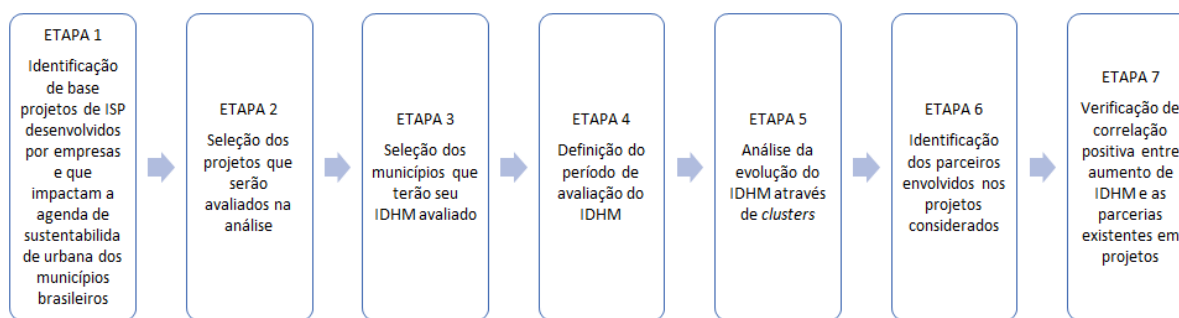 ETAPA 1
Identificação
de base
projetos de ISP
desenvolvidos
por empresas
e que
impactam a
agenda de
sustentabilida
de urbana dos
municípios
brasileiros
ETAPA 2
Seleção dos
projetos que
serão
avaliados na
análise
ETAPA 3
Seleção dos
municípios que
terão seu
IDHM avaliado
ETAPA 4
Definição do
período de
avaliação do
IDHM
ETAPA 5
Análise da
evolução do
IDHM através
de clusters
ETAPA 6
Identificação
dos parceiros
envolvidos nos
projetos
considerados
ETAPA 7
Verificação de
correlação
positiva entre
aumento de
IDHM e as
parcerias
existentes em
projetos